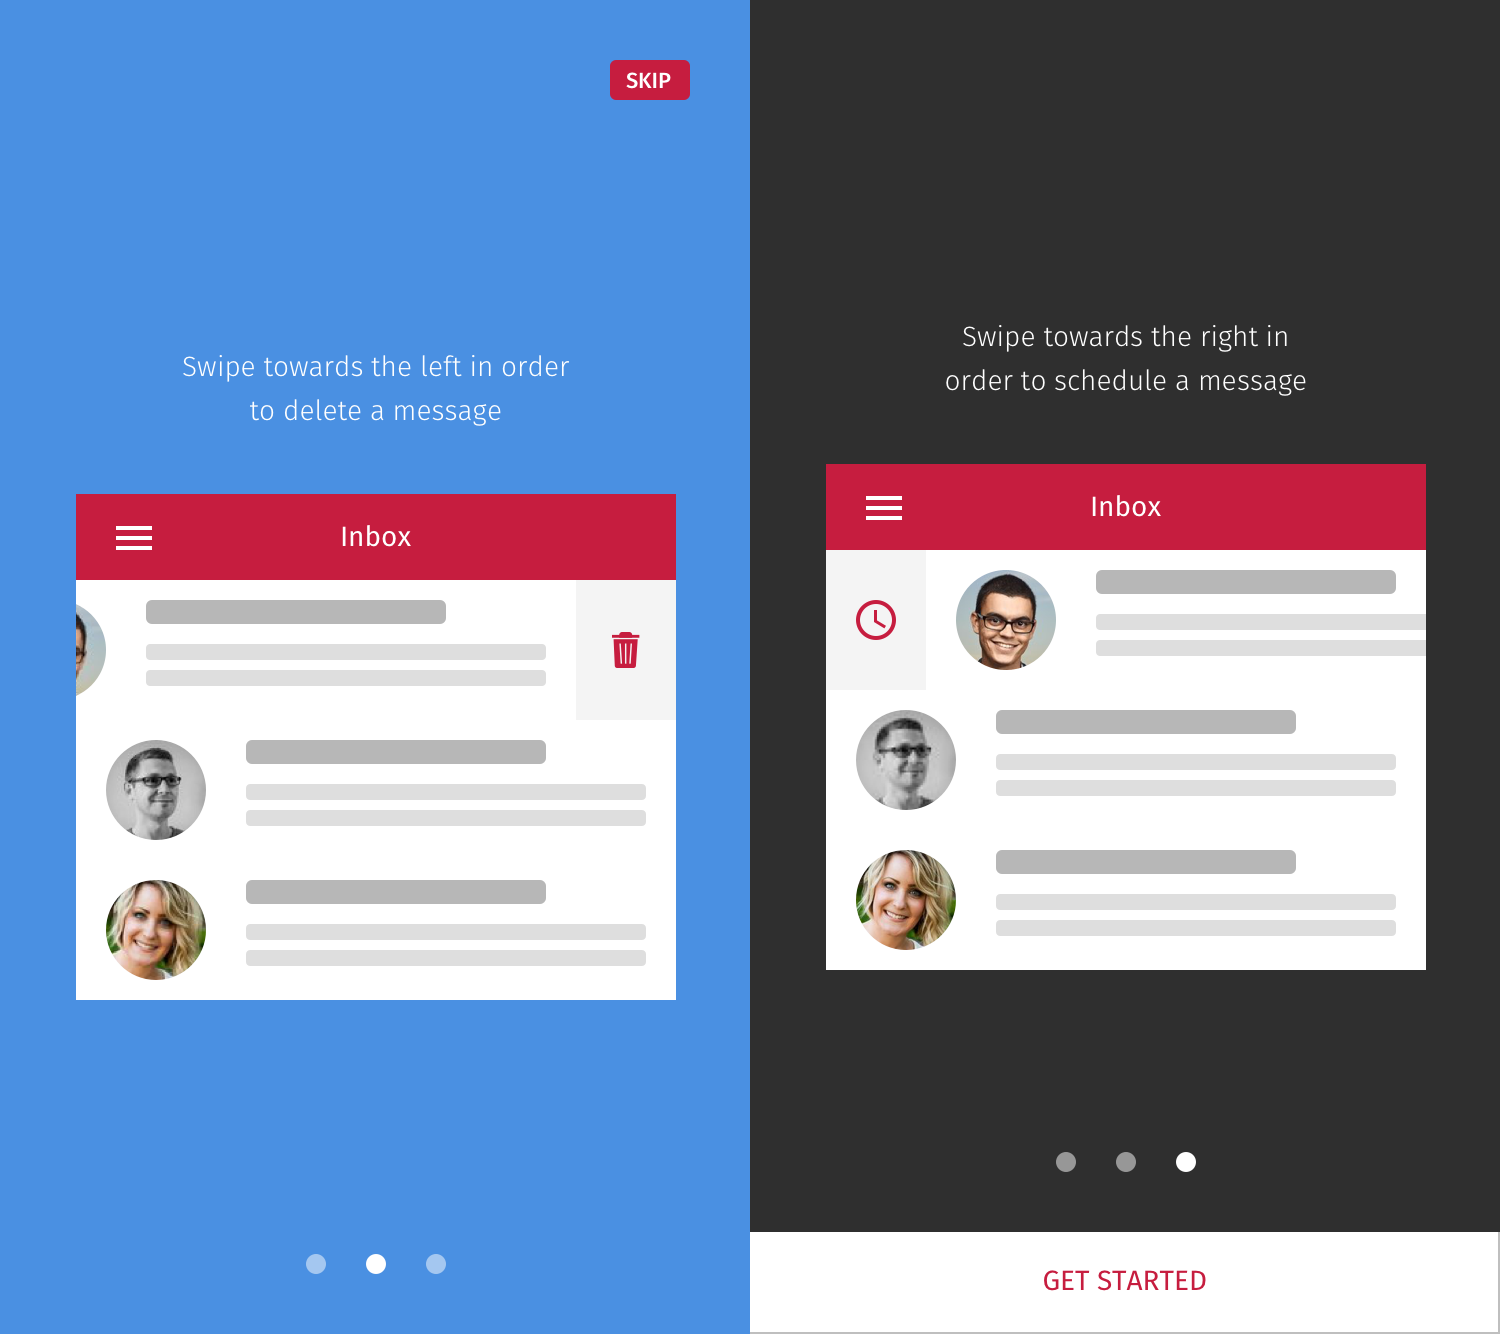 SKIP
Swipe towards the left in order
to delete a message
Inbox
Swipe towards the right in
order to schedule a message
Inbox
GET STARTED